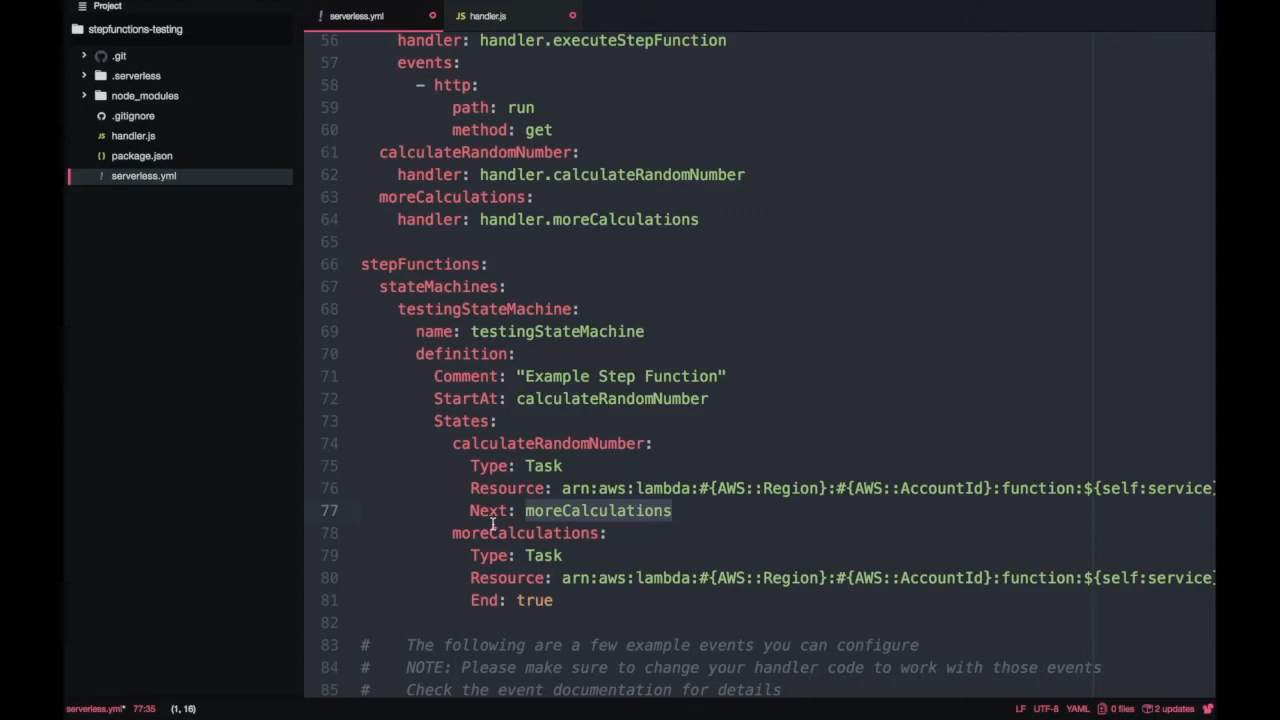 Project
stepfunctions-testing
.git
.serverless
node_modules
.gitignore
JS handler.js
{} package.json
! serverless.yml
! serverless.yml
JS handler.js
56 handler: handler.executeStepFunction
57 events:
58 - http:
59 path: run
60 method: get
61 calculateRandomNumber:
62 handler: handler.calculateRandomNumber
63 moreCalculations:
64 handler: handler.moreCalculations
65
66 stepFunctions:
67 stateMachines:
68 testingStateMachine:
69 name: testingStateMachine
70 definition:
71 Comment: "Example Step Function"
72 StartAt: calculateRandomNumber
73 States:
74 calculateRandomNumber:
75 Type: Task
76 Resource: arn:aws:lambda:#{AWS::Region}:#{AWS::AccountId}:function:${self:service}
77 Next: moreCalculations
78 moreCalculations:
79 Type: Task
80 Resource: arn:aws:lambda:#{AWS::Region}:#{AWS::AccountId}:function:${self:service}
81 End: true
82
83 # The following are a few example events you can configure
84 # NOTE: Please make sure to change your handler code to work with those events
85 # Check the event documentation for details
serverless.yml* 77:35 (1, 16)
LF UTF-8 YAML 0 files 2 updates